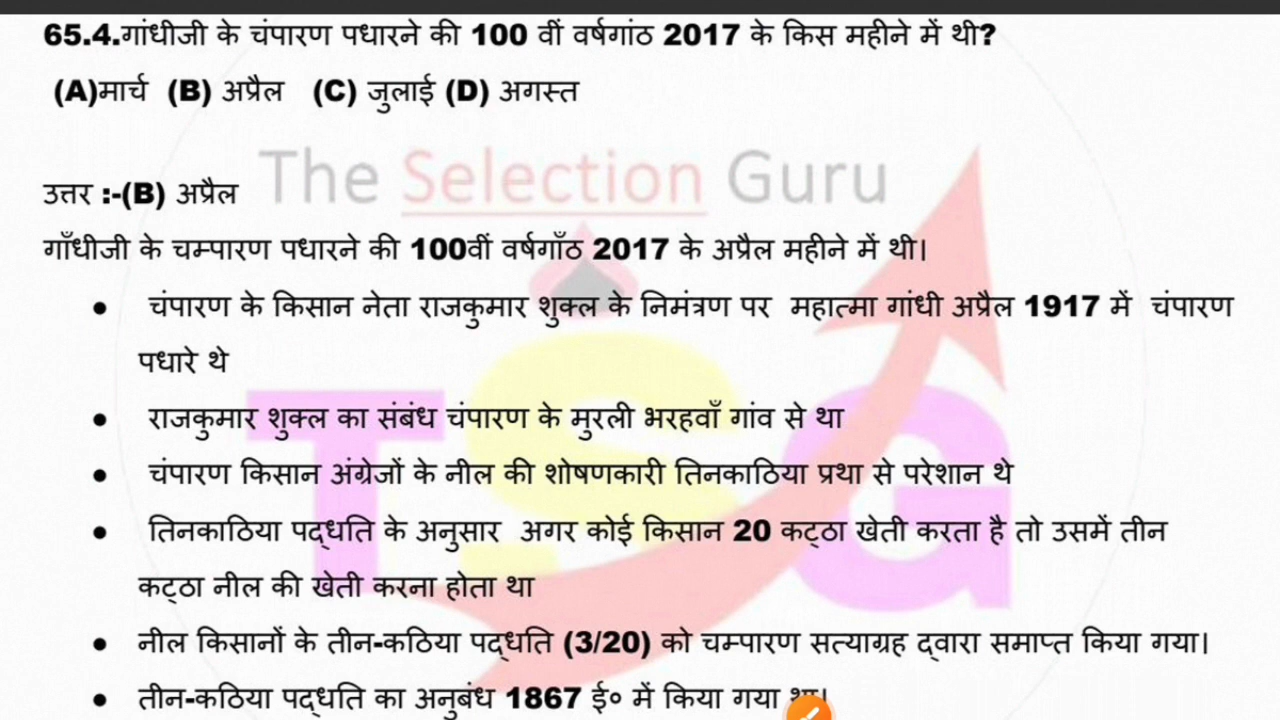 65.4.गांधीजी के चंपारण पधारने की 100 वीं वर्षगांठ 2017 के किस महीने में थी?
(A)मार्च (B) अप्रैल (C) जुलाई (D) अगस्त
The Selection Guru
उत्तर :-(B) अप्रैल
गाँधीजी के चम्पारण पधारने की 100वीं वर्षगाँठ 2017 के अप्रैल महीने में थी।
● चंपारण के किसान नेता राजकुमार शुक्ल के निमंत्रण पर महात्मा गांधी अप्रैल 1917 में चंपारण
पधारे थे
● राजकुमार शुक्ल का संबंध चंपारण के मुरली भरहवाँ गांव से था
● चंपारण किसान अंग्रेजों के नील की शोषणकारी तिनकाठिया प्रथा से परेशान थे
● तिनकाठिया पद्धति के अनुसार अगर कोई किसान 20 कट्ठा खेती करता है तो उसमें तीन
कट्ठा नील की खेती करना होता था
● नील किसानों के तीन-कठिया पद्धति (3/20) को चम्पारण सत्याग्रह द्वारा समाप्त किया गया।
● तीन-कठिया पद्धति का अनुबंध 1867 ई० में किया गया था।
TSG